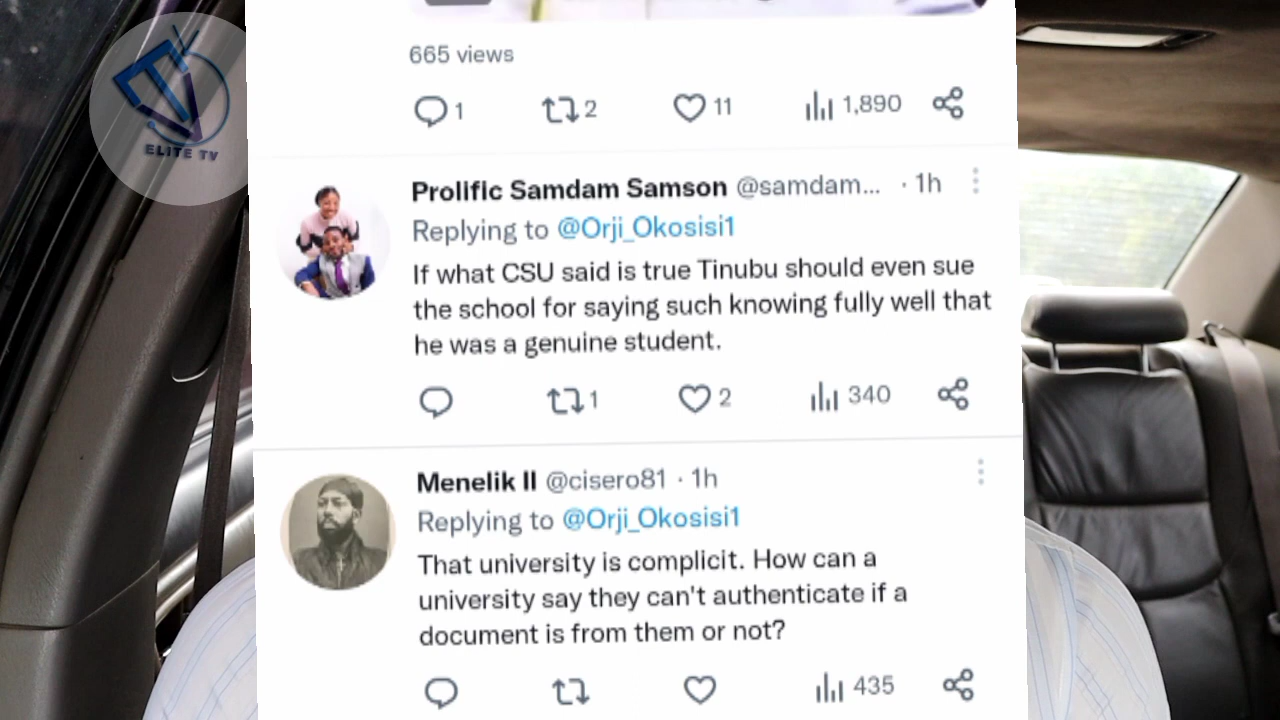 665 views
1
2
11
1,890
ELITE TV
Prolific Samdam Samson @samdam... · 1h
Replying to @Orji_Okosisi1
If what CSU said is true Tinubu should even sue
the school for saying such knowing fully well that
he was a genuine student.
1
2
340
Menelik II @cisero81 · 1h
Replying to @Orji_Okosisi1
That university is complicit. How can a
university say they can't authenticate if a
document is from them or not?
435